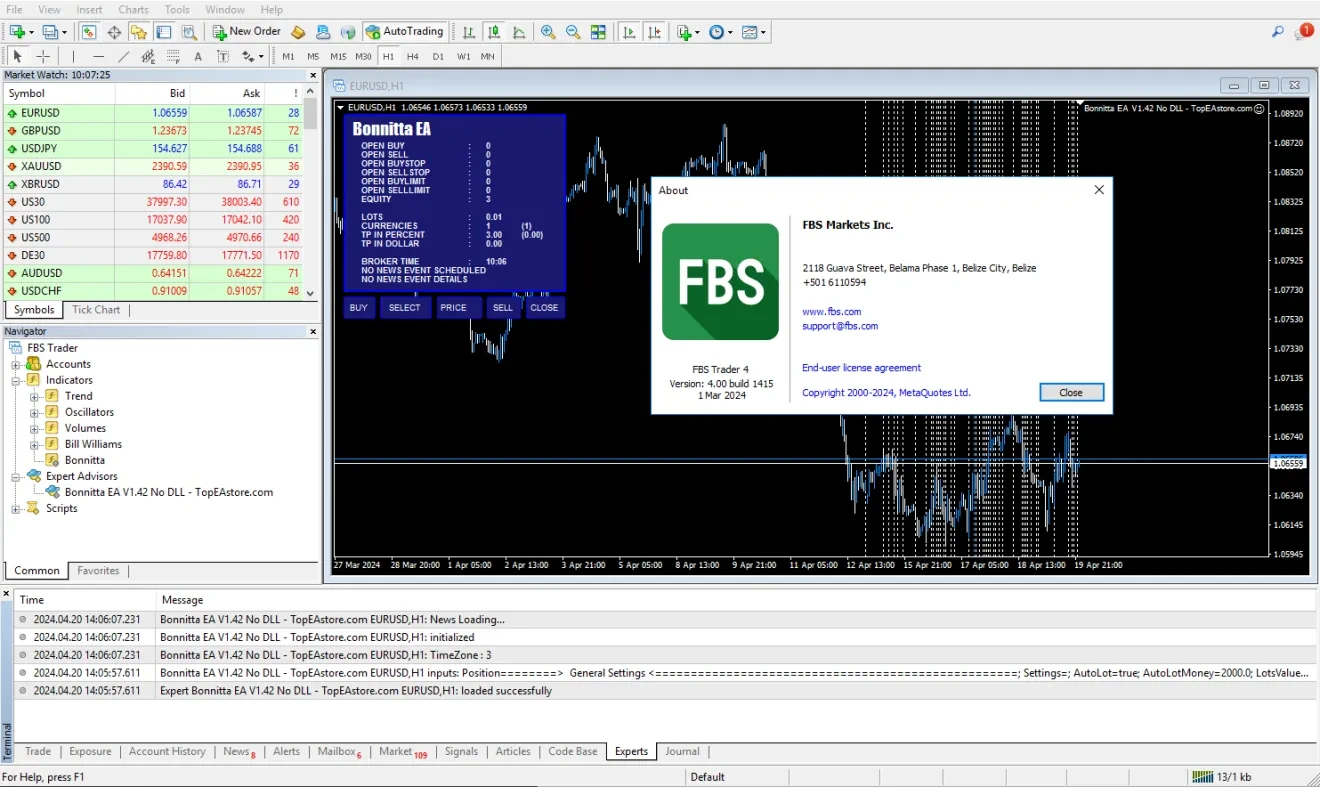 File View Insert Charts Tools Window Help
New Order AutoTrading 1
A T M1 M5 M15 M30 H1 H4 D1 W1 MN
Market Watch: 10:07:25
Symbol Bid Ask !
EURUSD 1.06559 1.06587 28
GBPUSD 1.23673 1.23745 72
USDJPY 154.627 154.688 61
XAUUSD 2390.59 2390.95 36
XBRUSD 86.42 86.71 29
US30 37997.30 38003.40 610
US100 17037.90 17042.10 420
US500 4968.26 4970.66 240
DE30 17759.80 17771.50 1170
AUDUSD 0.64151 0.64222 71
USDCHF 0.91009 0.91057 48
Symbols Tick Chart
Navigator
FBS Trader
Accounts
Indicators
Trend
Oscillators
Volumes
Bill Williams
Bonnitta
Expert Advisors
Bonnitta EA V1.42 No DLL - TopEAstore.com
Scripts
Common Favorites
EURUSD,H1
EURUSD,H1 1.06546 1.06573 1.06533 1.06559
Bonnitta EA V1.42 No DLL - TopEAstore.com
Bonnitta EA
OPEN BUY : 0
OPEN SELL : 0
OPEN BUYSTOP : 0
OPEN SELLSTOP : 0
OPEN BUYLIMIT : 0
OPEN SELLLIMIT : 0
EQUITY : 3
LOTS : 0.01
CURRENCIES : 1 (1)
TP IN PERCENT : 3.00 (0.00)
TP IN DOLLAR : 0.00
BROKER TIME : 10:06
NO NEWS EVENT SCHEDULED
NO NEWS EVENT DETAILS
BUY SELECT PRICE SELL CLOSE
About
FBS
FBS Trader 4
Version: 4.00 build 1415
1 Mar 2024
FBS Markets Inc.
2118 Guava Street, Belama Phase 1, Belize City, Belize
+501 6110594
www.fbs.com
support@fbs.com
End-user license agreement
Copyright 2000-2024, MetaQuotes Ltd.
Close
1.08920
1.08720
1.08520
1.08325
1.08125
1.07925
1.07730
1.07530
1.07330
1.07135
1.06935
1.06740
1.06559
1.06340
1.06145
1.05945
27 Mar 2024 28 Mar 20:00 1 Apr 05:00 2 Apr 13:00 3 Apr 21:00 5 Apr 05:00 8 Apr 13:00 9 Apr 21:00 11 Apr 05:00 12 Apr 13:00 15 Apr 21:00 17 Apr 05:00 18 Apr 13:00 19 Apr 21:00
Time Message
2024.04.20 14:06:07.231 Bonnitta EA V1.42 No DLL - TopEAstore.com EURUSD,H1: News Loading...
2024.04.20 14:06:07.231 Bonnitta EA V1.42 No DLL - TopEAstore.com EURUSD,H1: initialized
2024.04.20 14:06:07.231 Bonnitta EA V1.42 No DLL - TopEAstore.com EURUSD,H1: TimeZone : 3
2024.04.20 14:05:57.611 Bonnitta EA V1.42 No DLL - TopEAstore.com EURUSD,H1 inputs: Position========> General Settings <==================================================; Settings=; AutoLot=true; AutoLotMoney=2000.0; LotsValue...
2024.04.20 14:05:57.611 Expert Bonnitta EA V1.42 No DLL - TopEAstore.com EURUSD,H1: loaded successfully
Terminal
Trade Exposure Account History News 8 Alerts Mailbox 6 Market 109 Signals Articles Code Base Experts Journal
For Help, press F1 Default 13/1 kb